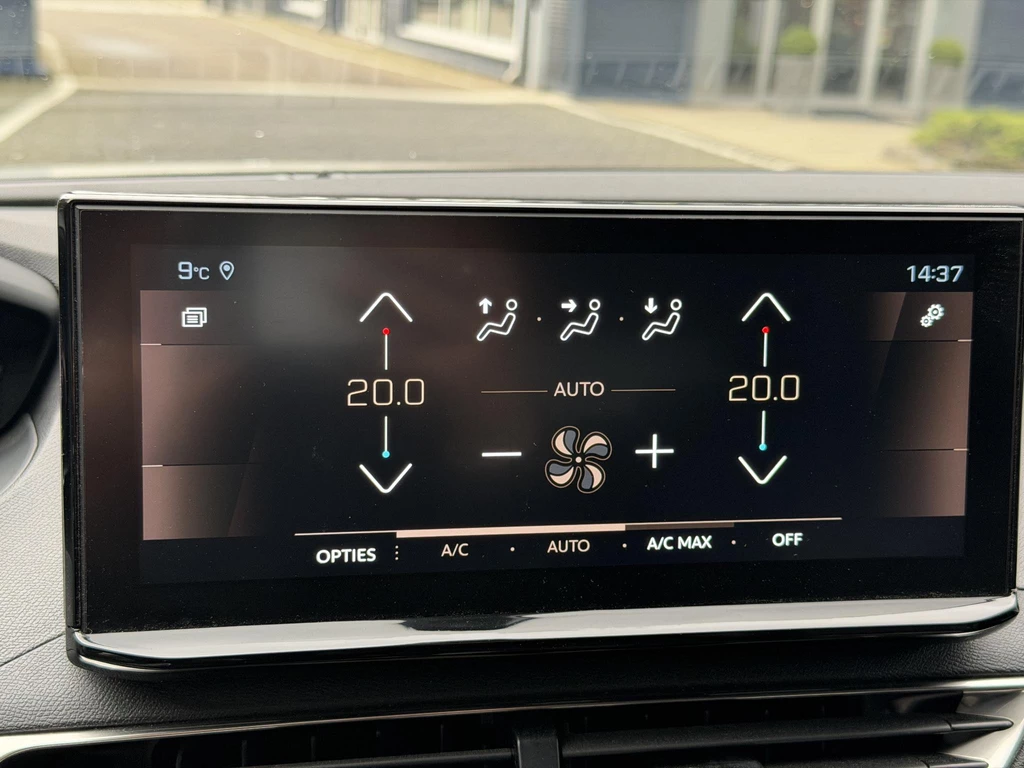 9°C 14:37
20.0 20.0
AUTO
OPTIES A/C AUTO A/C MAX OFF